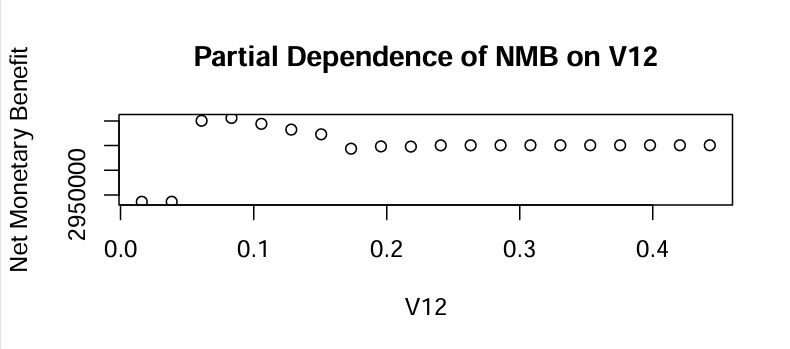 Partial Dependence of NMB on V12
Net Monetary Benefit
2950000
0.0 0.1 0.2 0.3 0.4
V12